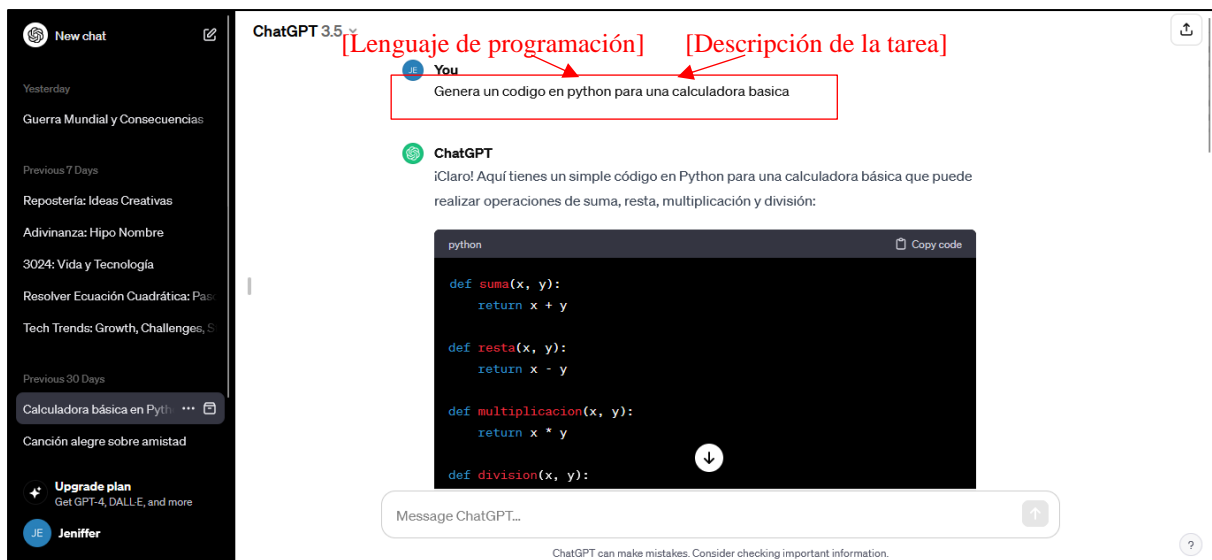 New chat
Yesterday
Guerra Mundial y Consecuencias
Previous 7 Days
Repostería: Ideas Creativas
Adivinanza: Hipo Nombre
3024: Vida y Tecnología
Resolver Ecuación Cuadrática: Paso
Tech Trends: Growth, Challenges, S
Previous 30 Days
Calculadora básica en Pyth
Canción alegre sobre amistad
Upgrade plan
Get GPT-4, DALL·E, and more
JE
Jeniffer
ChatGPT 3.5
[Lenguaje de programación] [Descripción de la tarea]
JE
You
Genera un codigo en python para una calculadora basica
ChatGPT
¡Claro! Aquí tienes un simple código en Python para una calculadora básica que puede
realizar operaciones de suma, resta, multiplicación y división:
python Copy code
def suma(x, y):
return x + y
def resta(x, y):
return x - y
def multiplicacion(x, y):
return x * y
def division(x, y):
Message ChatGPT...
ChatGPT can make mistakes. Consider checking important information.
?